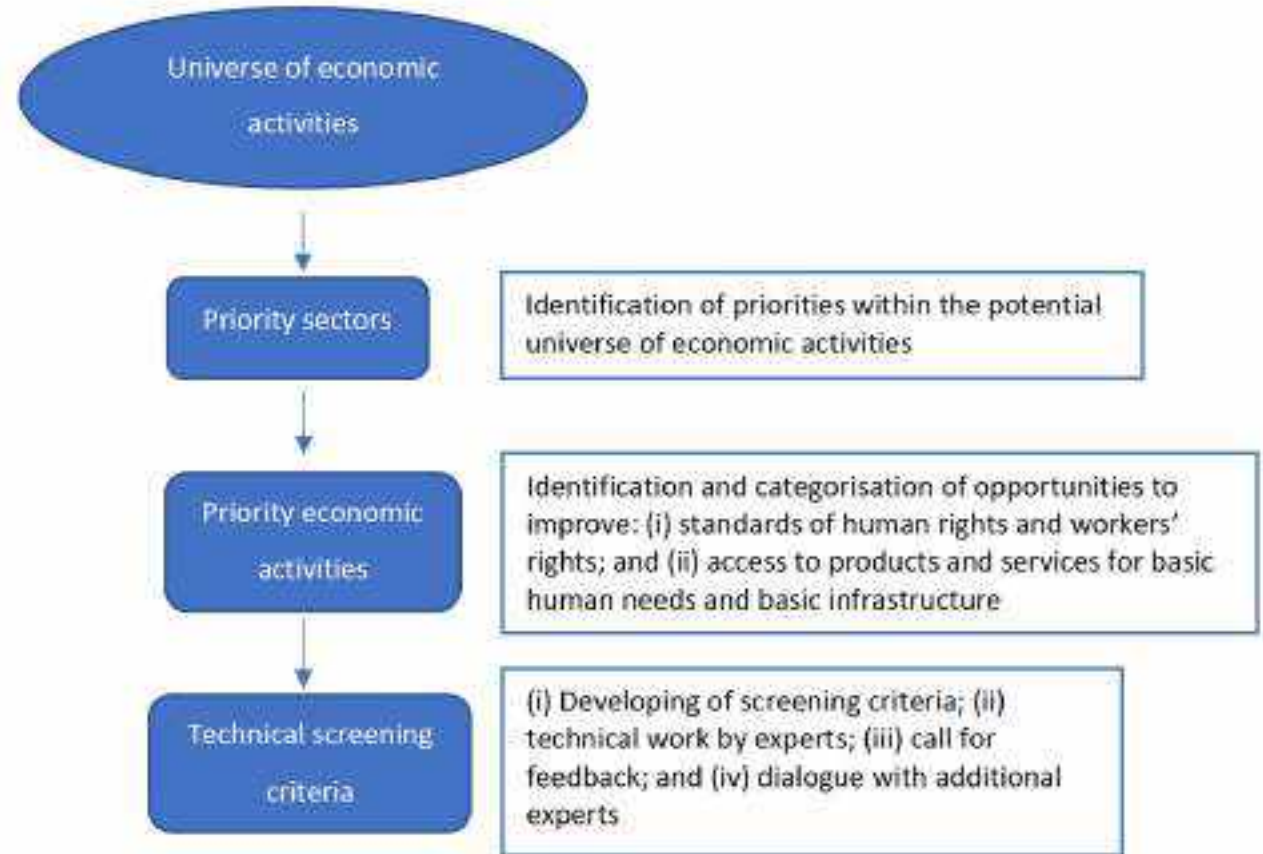 Universe of economic
activities
Priority sectors
Identification of priorities within the potential
universe of economic activities
Priority economic
activities
Identification and categorisation of opportunities to
improve: (i) standards of human rights and workers’
rights; and (ii) access to products and services for basic
human needs and basic infrastructure
Technical screening
criteria
(i) Developing of screening criteria; (ii)
technical work by experts; (iii) call for
feedback; and (iv) dialogue with additional
experts